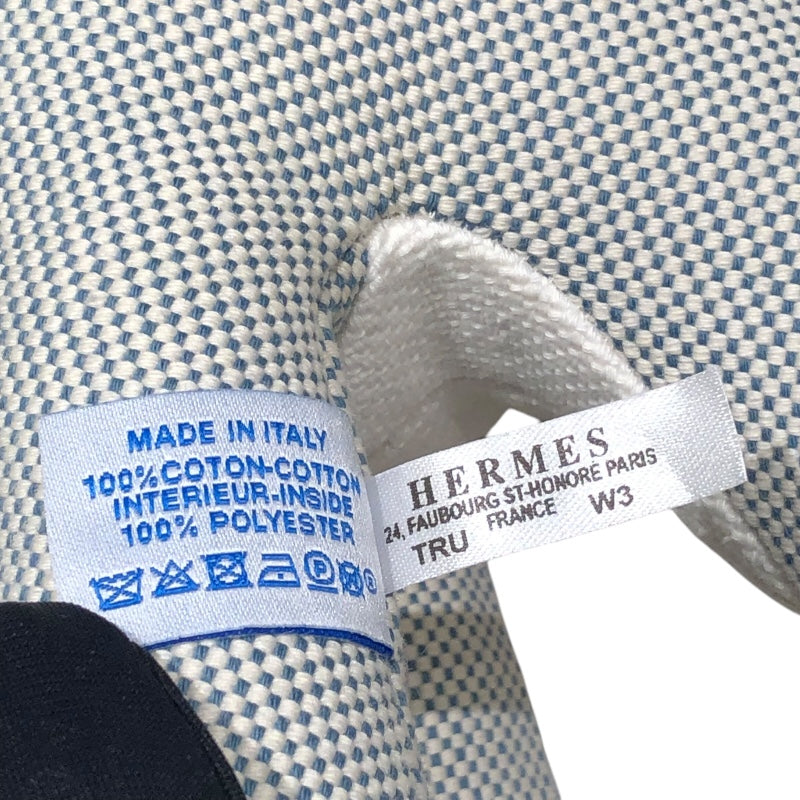 MADE IN ITALY
100%COTON-COTTON
INTERIEUR-INSIDE
100% POLYESTER
HERMES
24, FAUBOURG ST-HONORÉ PARIS
FRANCE W3
TRU